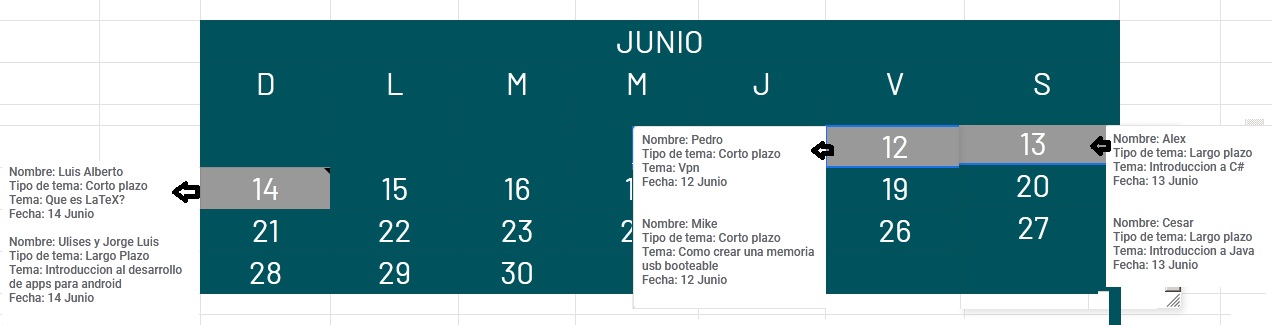 JUNIO
D L M M J V S
12 13
14 15 16 1 19 20
21 22 23 2 26 27
28 29 30
Nombre: Luis Alberto
Tipo de tema: Corto plazo
Tema: Que es LaTeX?
Fecha: 14 Junio
Nombre: Ulises y Jorge Luis
Tipo de tema: Largo Plazo
Tema: Introduccion al desarrollo
de apps para android
Fecha: 14 Junio
Nombre: Pedro
Tipo de tema: Corto plazo
Tema: Vpn
Fecha: 12 Junio
Nombre: Mike
Tipo de tema: Corto plazo
Tema: Como crear una memoria
usb booteable
Fecha: 12 Junio
Nombre: Alex
Tipo de tema: Largo plazo
Tema: Introduccion a C#
Fecha: 13 Junio
Nombre: Cesar
Tipo de tema: Largo plazo
Tema: Introduccion a Java
Fecha: 13 Junio